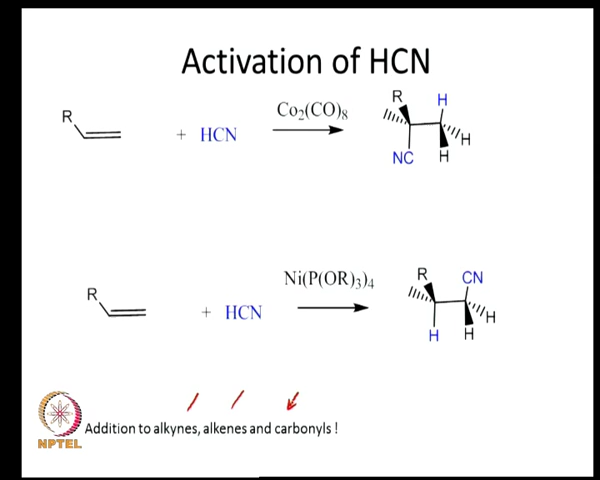 Activation of HCN
R + HCN Co₂(CO)₈ R H H H NC
R + HCN Ni(P(OR)₃)₄ R CN H H H
Addition to alkynes, alkenes and carbonyls !
NPTEL